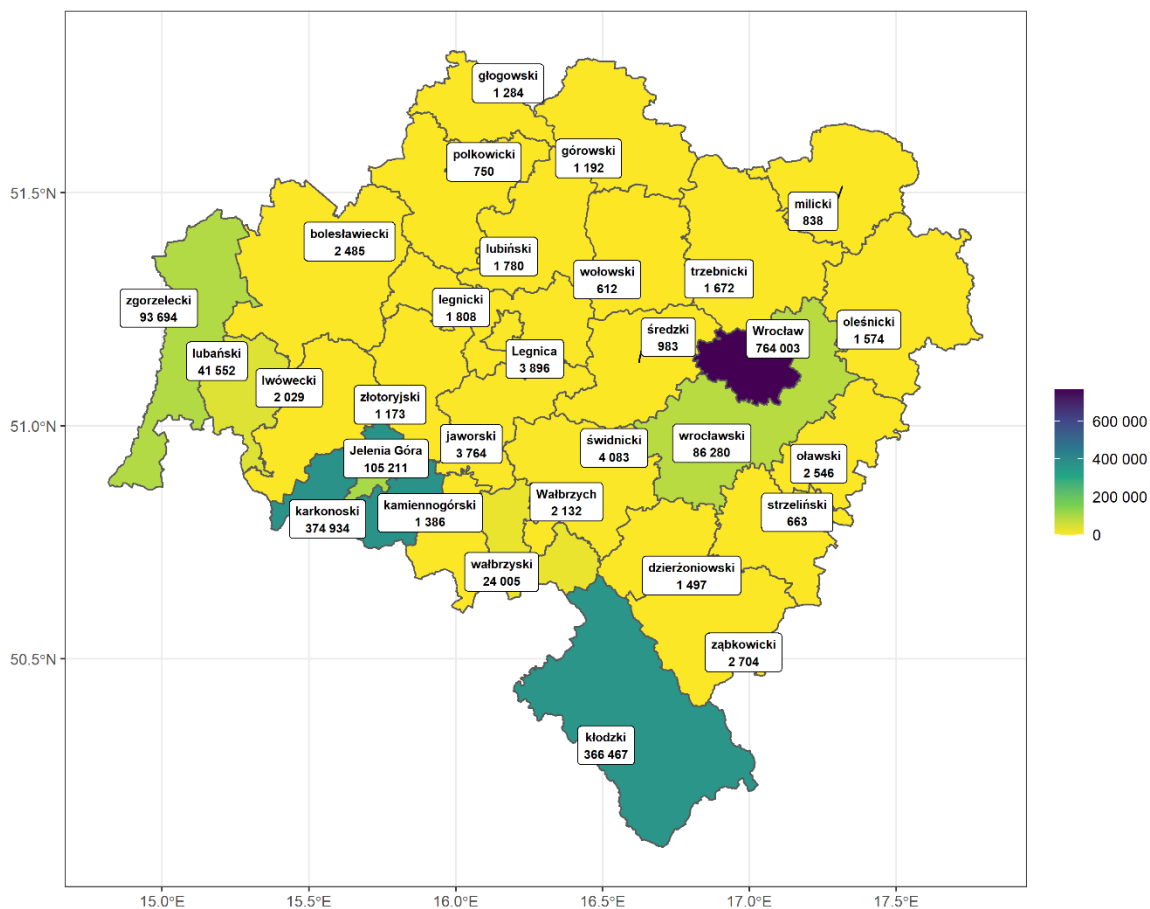 głogowski
1 284
polkowicki
750
górowski
1 192
51.5°N
milicki
838
bolesławiecki
2 485
lubiński
1 780
wołowski
612
trzebnicki
1 672
zgorzelecki
93 694
legnicki
1 808
średzki
983
Wrocław
764 003
oleśnicki
1 574
lubański
41 552
Legnica
3 896
lwówecki
2 029
złotoryjski
1 173
51.0°N
jaworski
3 764
świdnicki
4 083
wrocławski
86 280
Jelenia Góra
105 211
oławski
2 546
karkonoski
374 934
kamiennogórski
1 386
Wałbrzych
2 132
strzeliński
663
wałbrzyski
24 005
dzierżoniowski
1 497
50.5°N
ząbkowicki
2 704
kłodzki
366 467
600 000
400 000
200 000
0
15.0°E
15.5°E
16.0°E
16.5°E
17.0°E
17.5°E